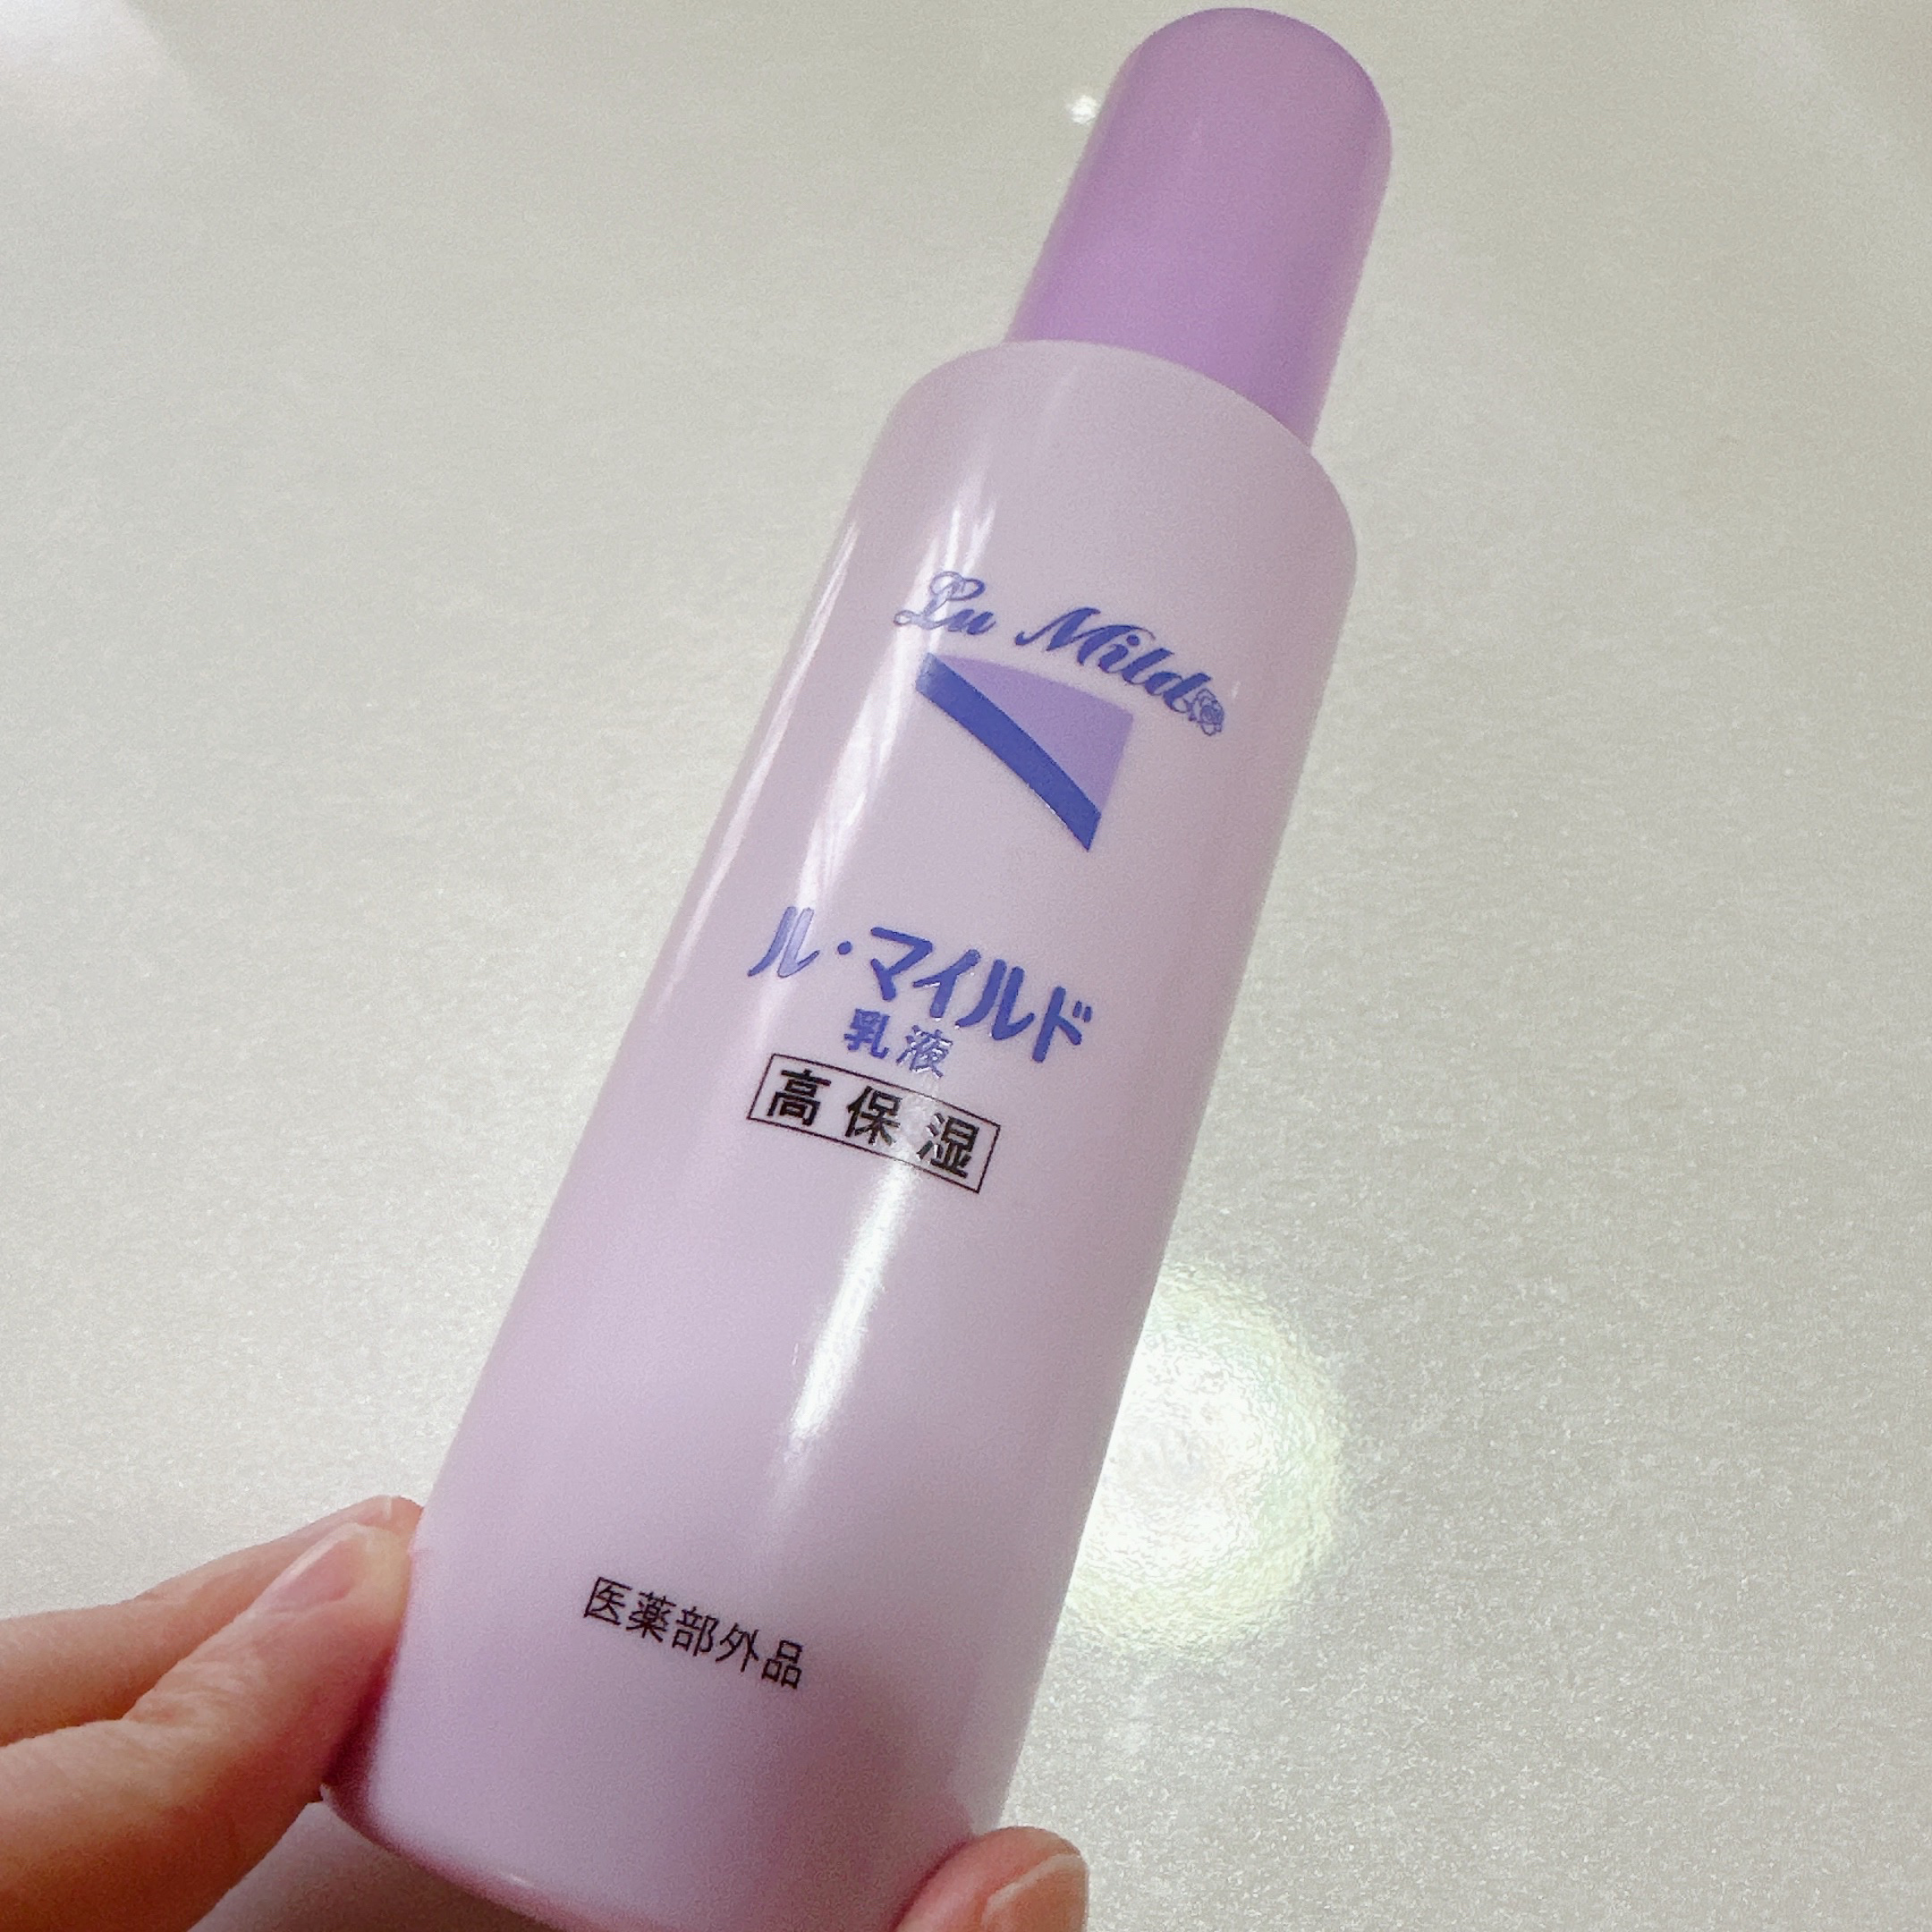 Lu Mild
ル・マイルド
乳液
高保湿
医薬部外品